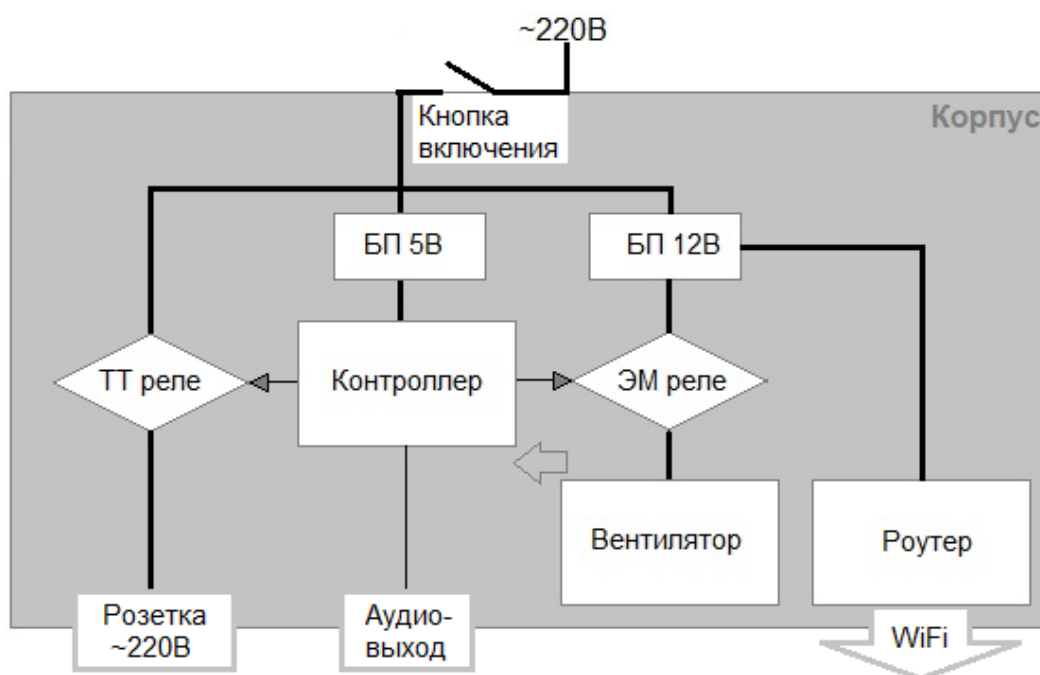 ~220В
Кнопка
включения
Корпус
БП 5В
БП 12В
ТТ реле
Контроллер
ЭМ реле
Вентилятор
Роутер
Розетка
~220В
Аудио-
выход
WiFi